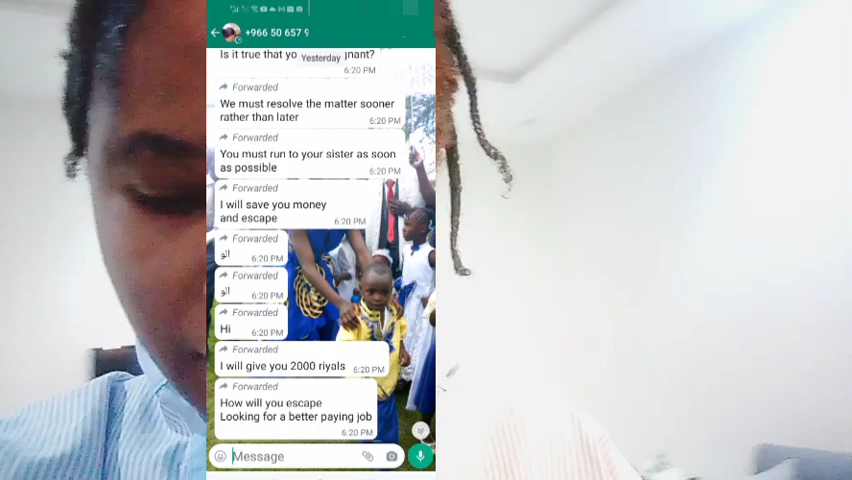 +966 50 657 9
Is it true that yo
Yesterday
gnant?
6:20 PM
Forwarded
We must resolve the matter sooner
rather than later
6:20 PM
Forwarded
You must run to your sister as soon
as possible
6:20 PM
Forwarded
I will save you money
and escape
6:20 PM
Forwarded
الو
6:20 PM
Forwarded
الو
6:20 PM
Forwarded
Hi
6:20 PM
Forwarded
I will give you 2000 riyals
6:20 PM
Forwarded
How will you escape
Looking for a better paying job
6:20 PM
Message